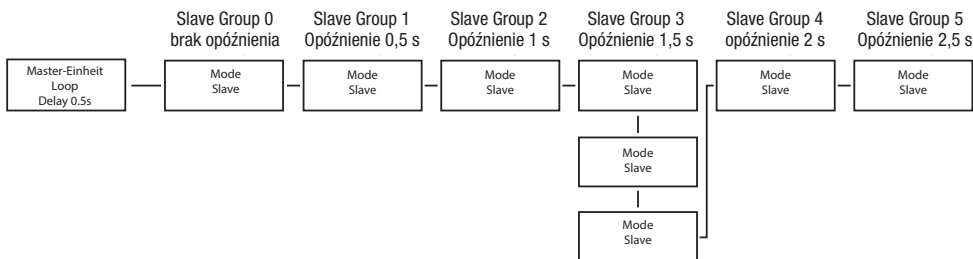 Slave Group 0
brak opóźnienia
Slave Group 1
Opóźnienie 0,5 s
Slave Group 2
Opóźnienie 1 s
Slave Group 3
Opóźnienie 1,5 s
Slave Group 4
opóźnienie 2 s
Slave Group 5
Opóźnienie 2,5 s
Master-Einheit
Loop
Delay 0.5s
Mode
Slave
Mode
Slave
Mode
Slave
Mode
Slave
Mode
Slave
Mode
Slave
Mode
Slave
Mode
Slave